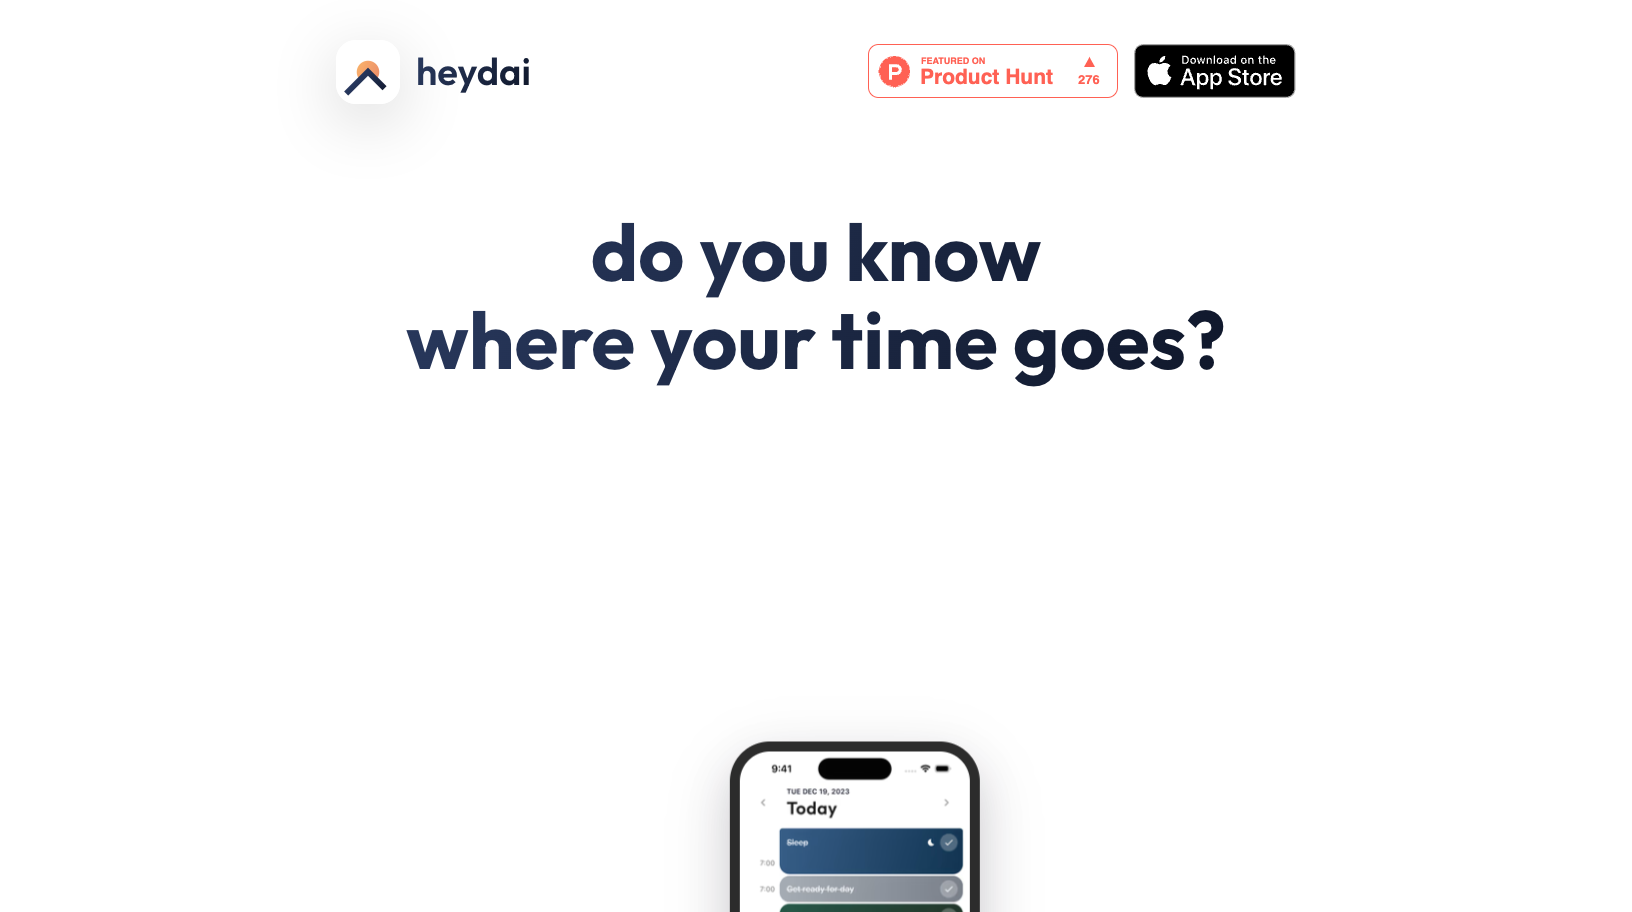 heydai
FEATURED ON
Product Hunt
276
Download on the
App Store
do you know
where your time goes?
9:41
TUE DEC 19, 2023
Today
Sleep
7:00
7:00
Get ready for day